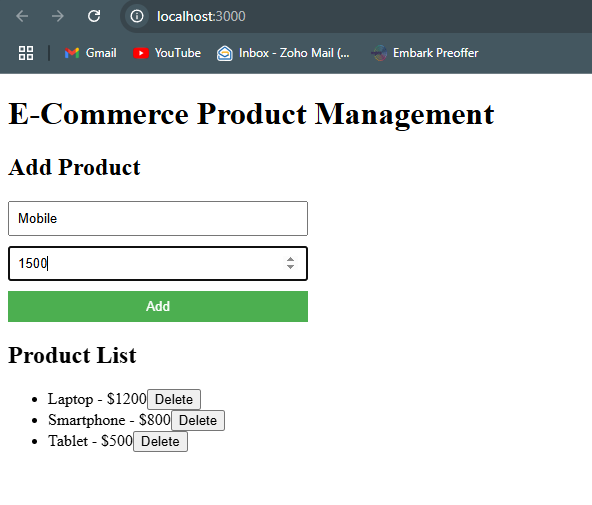 localhost:3000
Gmail YouTube Inbox - Zoho Mail (... Embark Preoffer
E-Commerce Product Management
Add Product
Mobile
1500
Add
Product List
Laptop - $1200 Delete
Smartphone - $800 Delete
Tablet - $500 Delete